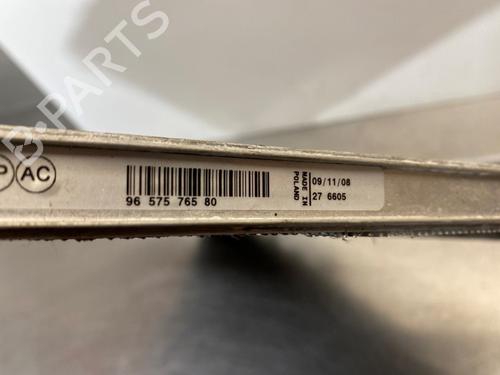 B-PARTS
P AC
96 575 765 80
MADE IN
POLAND
09/11/08
27 6605